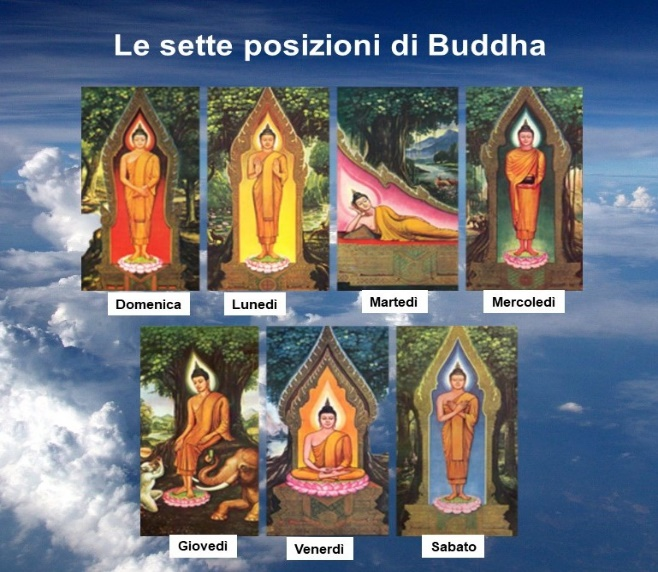 Le sette posizioni di Buddha
Domenica
Lunedì
Martedì
Mercoledì
Giovedì
Venerdì
Sabato